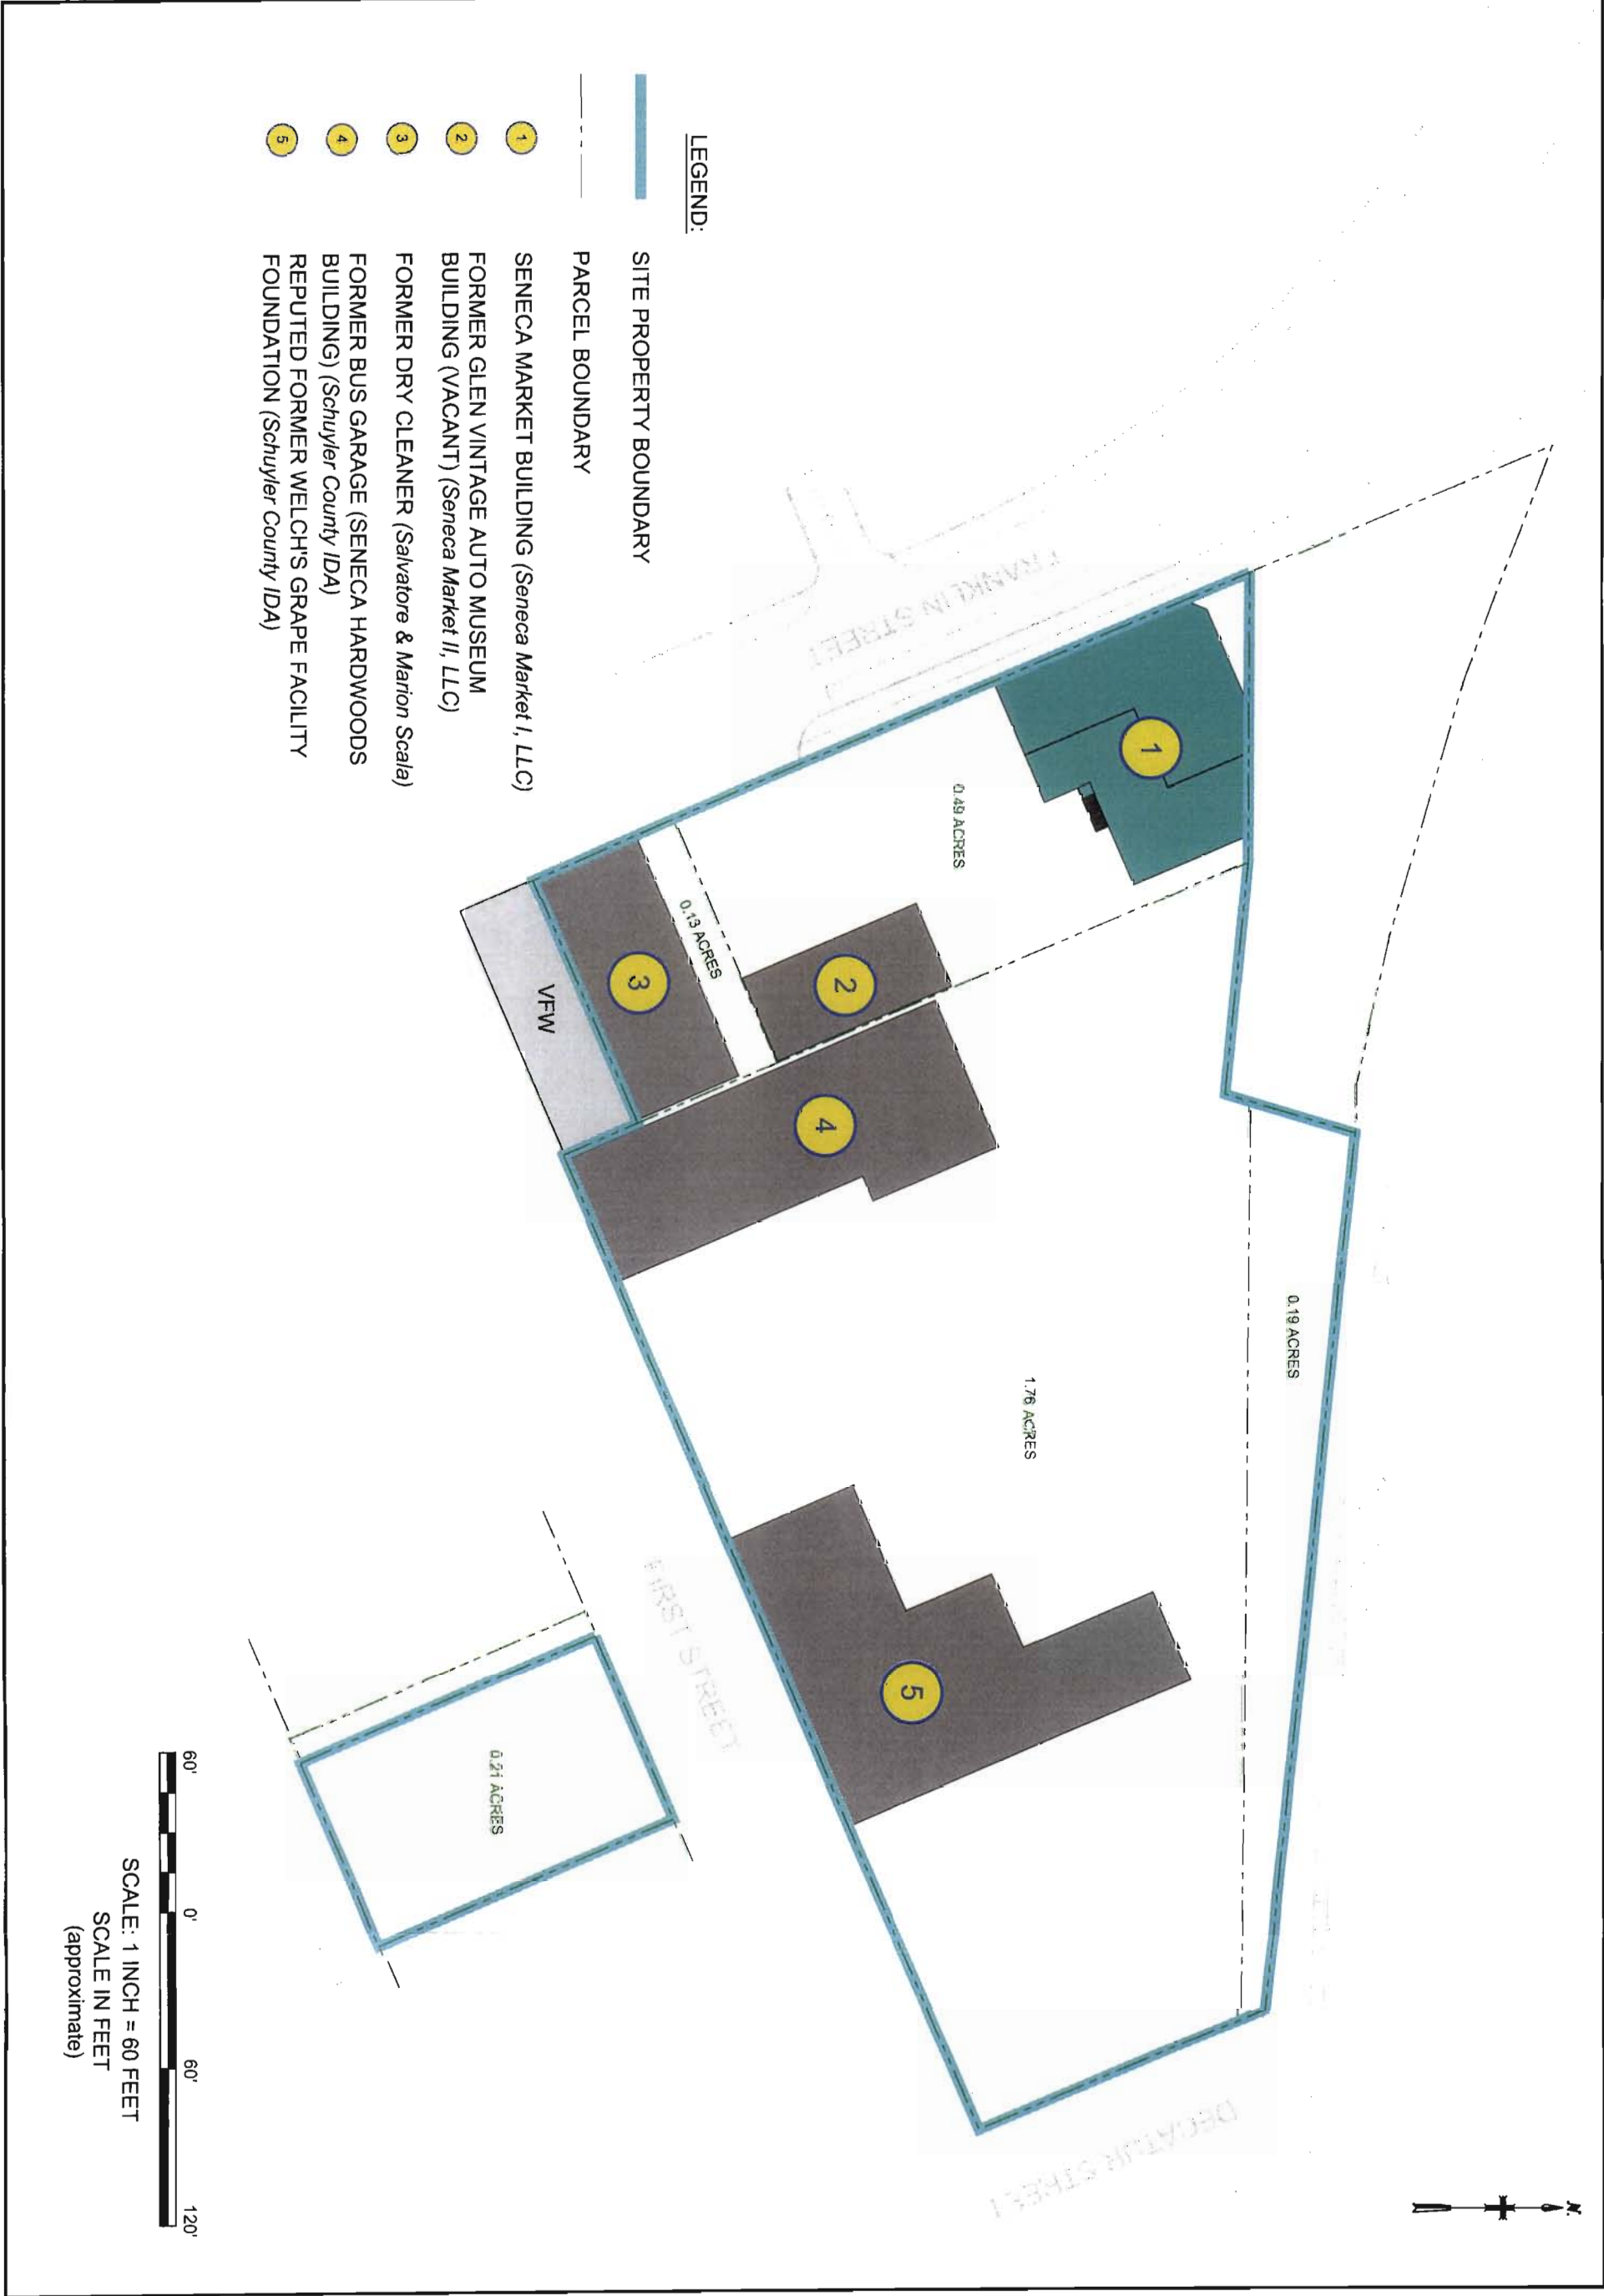 N.
FRANKLIN STREET
DECATUR STREET
FIRST STREET
0.19 ACRES
1.76 ACRES
0.49 ACRES
0.13 ACRES
0.21 ACRES
1
2
3
4
5
VFW
LEGEND:
SITE PROPERTY BOUNDARY
PARCEL BOUNDARY
1 SENECA MARKET BUILDING (Seneca Market I, LLC)
2 FORMER GLEN VINTAGE AUTO MUSEUM
BUILDING (VACANT) (Seneca Market II, LLC)
3 FORMER DRY CLEANER (Salvatore & Marion Scala)
4 FORMER BUS GARAGE (SENECA HARDWOODS
BUILDING) (Schuyler County IDA)
5 REPUTED FORMER WELCH'S GRAPE FACILITY
FOUNDATION (Schuyler County IDA)
60' 0' 60' 120'
SCALE: 1 INCH = 60 FEET
SCALE IN FEET
(approximate)